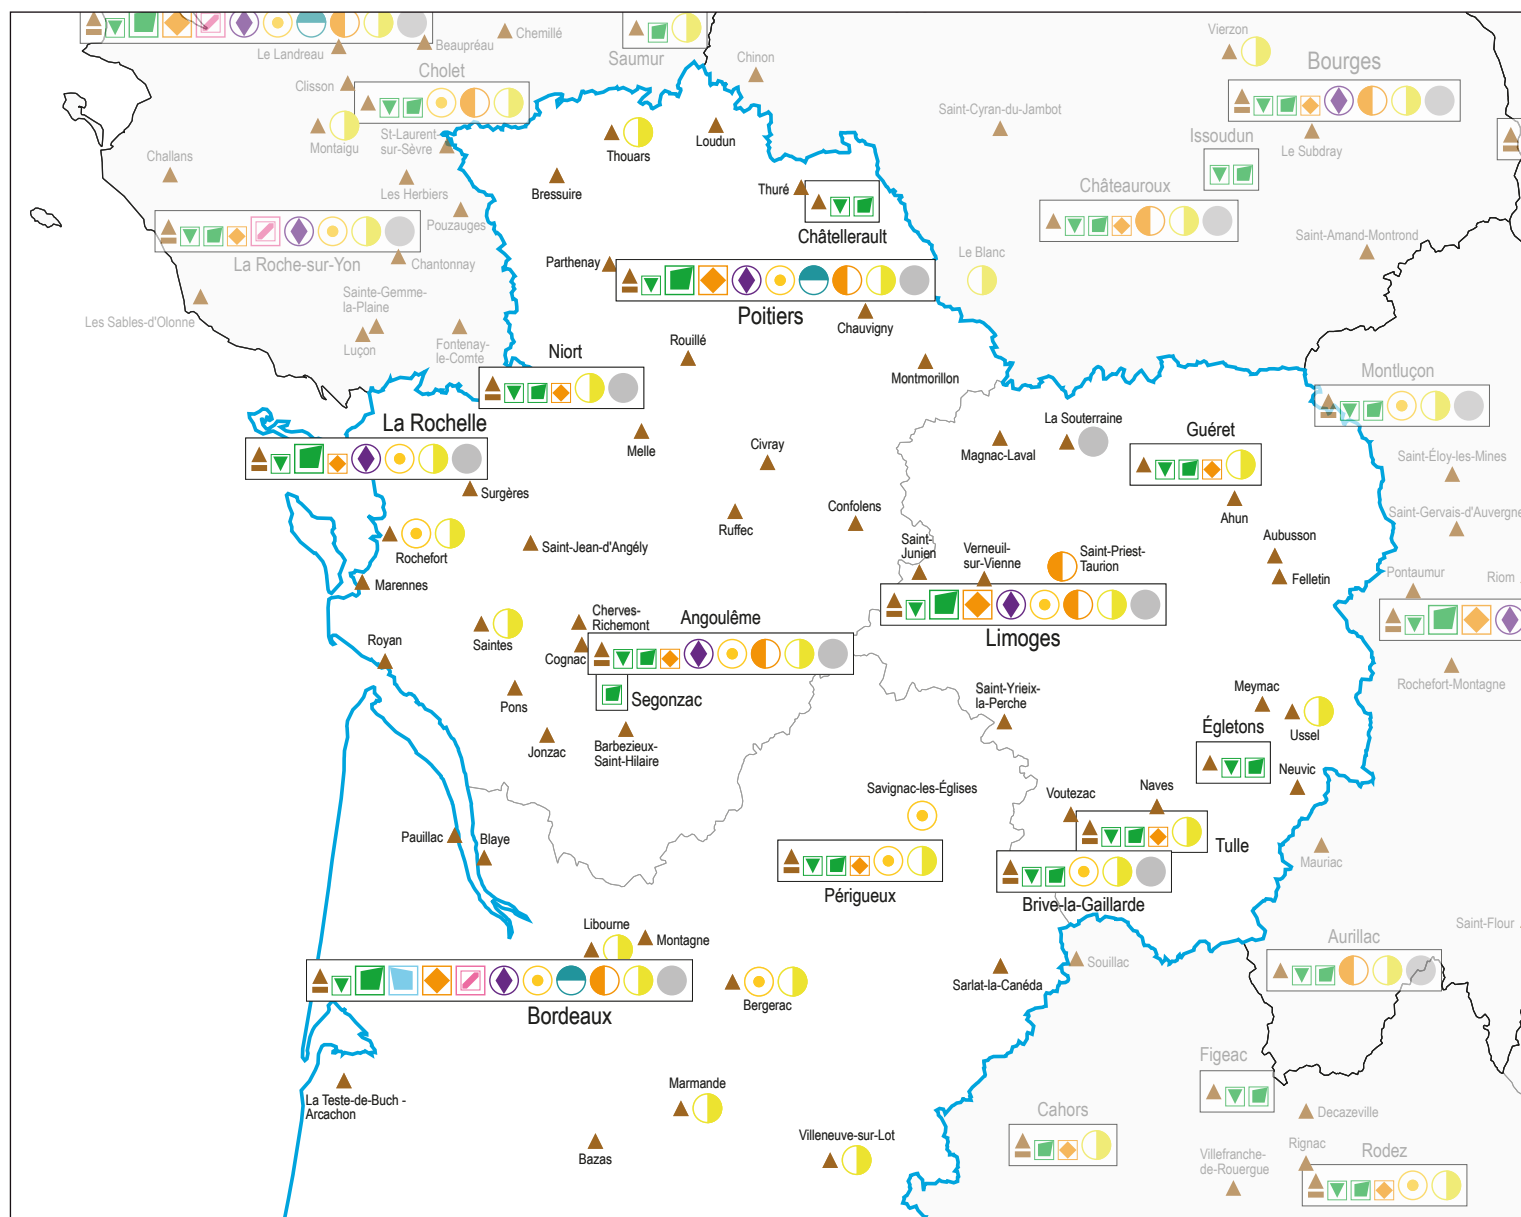 Chemillé
Vierzon
Beaupréau
Le Landreau
Saumur
Chinon
Bourges
Cholet
Clisson
Saint-Cyran-du-Jambot
Montaigu
St-Laurent-
sur-Sèvre
Thouars
Loudun
Issoudun
Le Subdray
Challans
Les Herbiers
Bressuire
Thuré
Châteauroux
Pouzauges
Châtellerault
Saint-Amand-Montrond
La Roche-sur-Yon
Chantonnay
Parthenay
Le Blanc
Sainte-Gemme-
la-Plaine
Les Sables-d'Olonne
Luçon
Fontenay-
le-Comte
Poitiers
Chauvigny
Rouillé
Niort
Montmorillon
Montluçon
La Rochelle
La Souterraine
Guéret
Melle
Civray
Magnac-Laval
Saint-Éloy-les-Mines
Surgères
Ruffec
Confolens
Ahun
Saint-Gervais-d'Auvergne
Rochefort
Saint-Jean-d'Angély
Saint-
Junien
Verneuil-
sur-Vienne
Saint-Priest-
Taurion
Aubusson
Felletin
Marennes
Pontaumur
Riom
Cherves-
Richemont
Angoulême
Limoges
Royan
Saintes
Cognac
Rochefort-Montagne
Pons
Segonzac
Saint-Yrieix-
la-Perche
Meymac
Égletons
Ussel
Jonzac
Barbezieux-
Saint-Hilaire
Neuvic
Savignac-les-Églises
Voutezac
Naves
Pauillac
Blaye
Tulle
Mauriac
Périgueux
Brive-la-Gaillarde
Libourne
Montagne
Saint-Flour
Aurillac
Souillac
Sarlat-la-Canéda
Bergerac
Bordeaux
Figeac
La Teste-de-Buch -
Arcachon
Marmande
Cahors
Decazeville
Villeneuve-sur-Lot
Bazas
Rignac
Rodez
Villefranche-
de-Rouergue